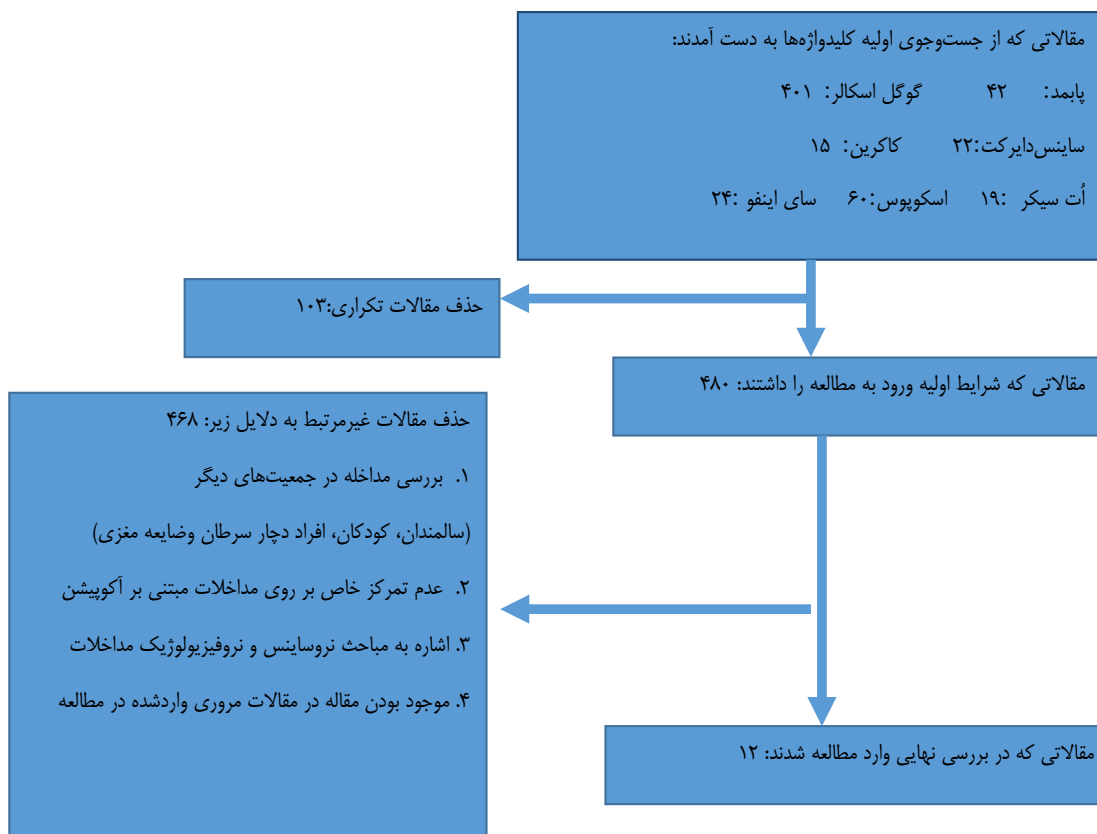 مقالاتی که از جست‌وجوی اولیه کلیدواژه‌ها به دست آمدند:
پابمد: ۴۲ گوگل اسکالر: ۴۰۱
ساینس‌دایرکت:۲۲ کاکرین: ۱۵
اُت سیکر :۱۹ اسکوپوس:۶۰ سای اینفو :۲۴
حذف مقالات تکراری:۱۰۳
مقالاتی که شرایط اولیه ورود به مطالعه را داشتند: ۴۸۰
حذف مقالات غیرمرتبط به دلایل زیر: ۴۶۸
۱. بررسی مداخله در جمعیت‌های دیگر
(سالمندان، کودکان، افراد دچار سرطان وضایعه مغزی)
۲. عدم تمرکز خاص بر روی مداخلات مبتنی بر آکوپیشن
۳. اشاره به مباحث نروساینس و نروفیزیولوژیک مداخلات
۴. موجود بودن مقاله در مقالات مروری واردشده در مطالعه
مقالاتی که در بررسی نهایی وارد مطالعه شدند: ۱۲